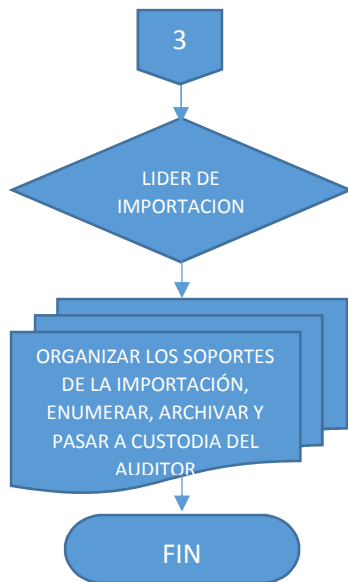 3
LIDER DE
IMPORTACION
ORGANIZAR LOS SOPORTES
DE LA IMPORTACIÓN,
ENUMERAR, ARCHIVAR Y
PASAR A CUSTODIA DEL
AUDITOR
FIN